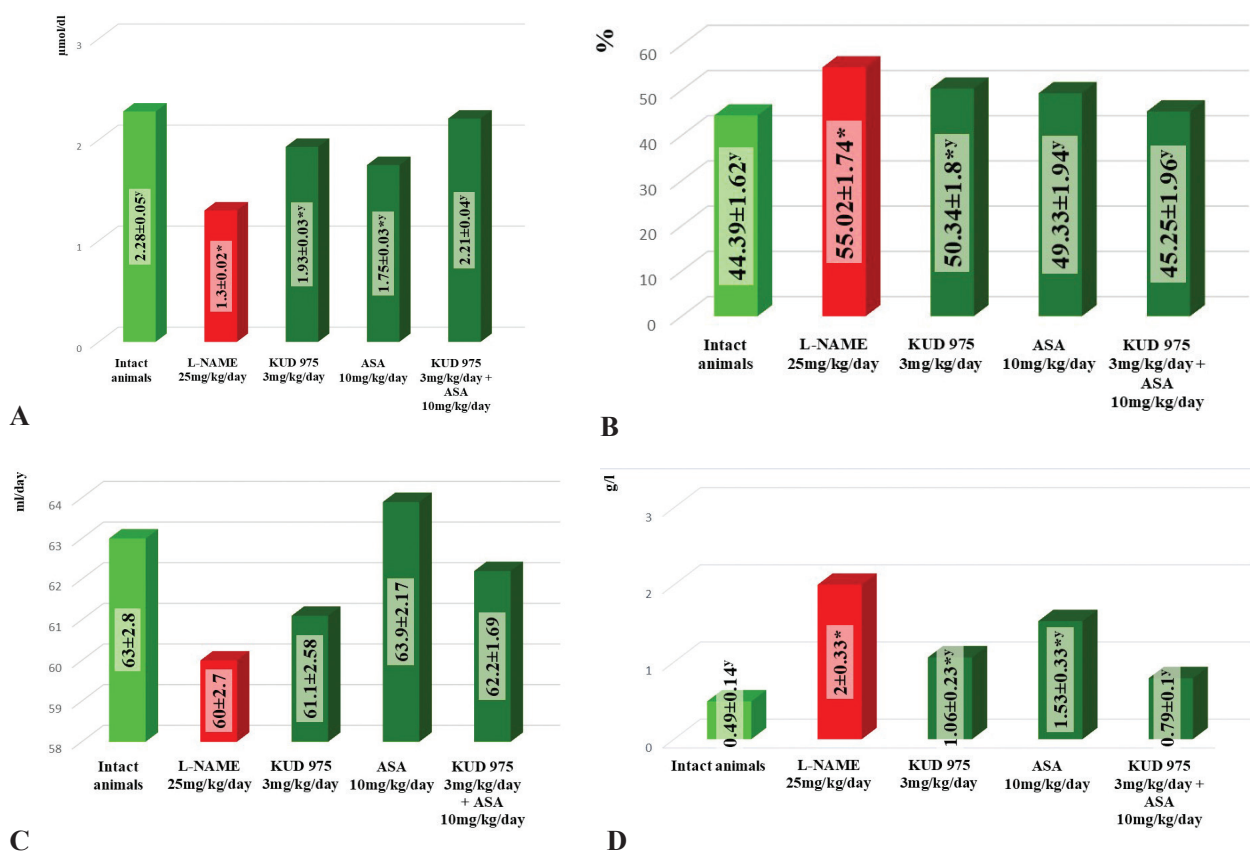 μmol/dl
3
2
1
0
2.28±0.05ʸ
1.3±0.02*
1.93±0.03*ʸ
1.75±0.03*ʸ
2.21±0.04ʸ
Intact
animals
L-NAME
25mg/kg/day
KUD 975
3mg/kg/day
ASA
10mg/kg/day
KUD 975
3mg/kg/day +
ASA
10mg/kg/day
A
%
60
50
40
30
20
10
0
44.39±1.62ʸ
55.02±1.74*
50.34±1.8*ʸ
49.33±1.94ʸ
45.25±1.96ʸ
Intact
animals
L-NAME
25mg/kg/day
KUD 975
3mg/kg/day
ASA
10mg/kg/day
KUD 975
3mg/kg/day +
ASA
10mg/kg/day
B
ml/day
64
63
62
61
60
59
58
63±2.8
60±2.7
61.1±2.58
63.9±2.17
62.2±1.69
Intact
animals
L-NAME
25mg/kg/day
KUD 975
3mg/kg/day
ASA
10mg/kg/day
KUD 975
3mg/kg/day
+ ASA
10mg/kg/day
C
g/l
3
2
1
0
0.49±0.14ʸ
2±0.33*
1.06±0.23*ʸ
1.53±0.33*ʸ
0.79±0.1ʸ
Intact animals
L-NAME
25mg/kg/day
KUD 975
3mg/kg/day
ASA
10mg/kg/day
KUD 975
3mg/kg/day +
ASA
10mg/kg/day
D